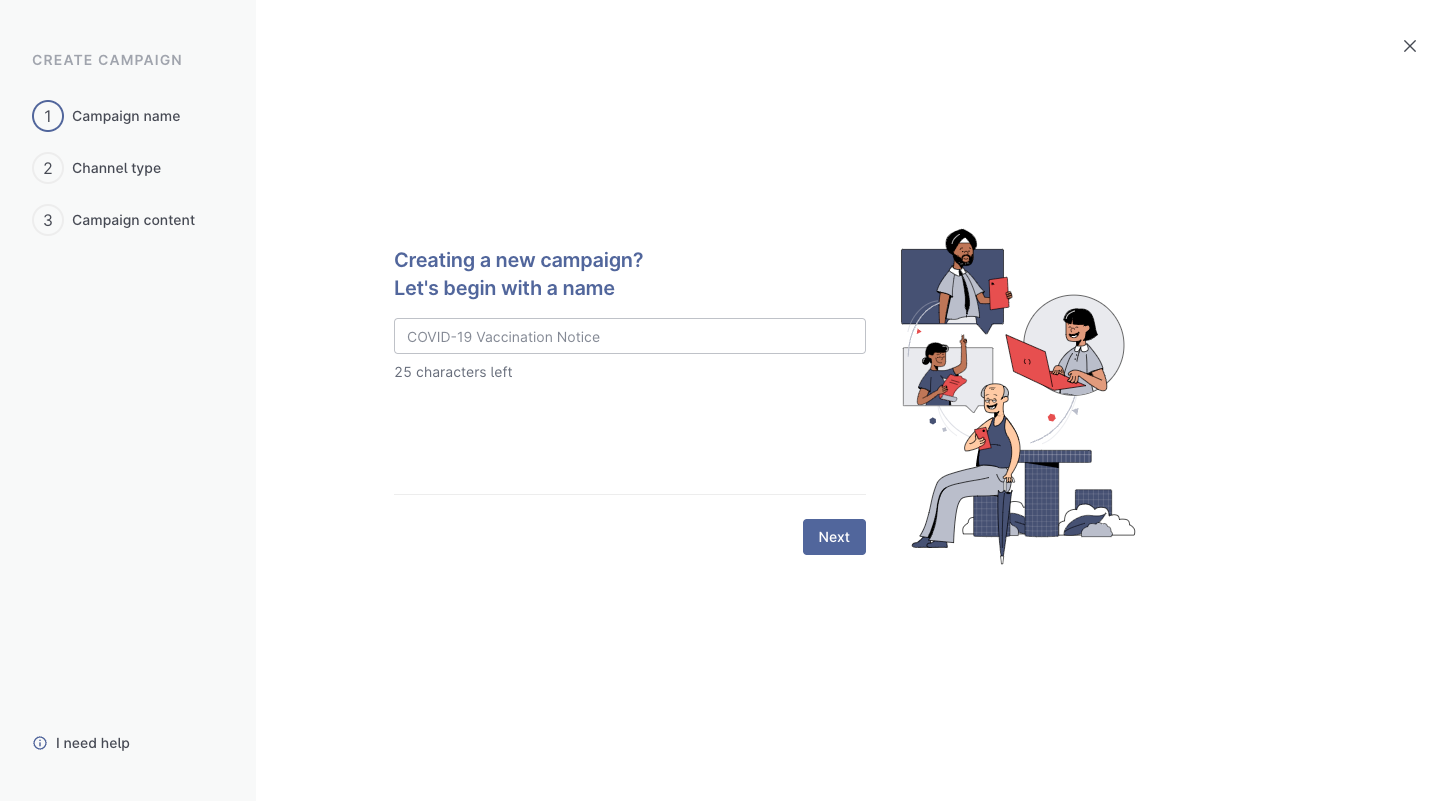 CREATE CAMPAIGN
1 Campaign name
2 Channel type
3 Campaign content
I need help
Creating a new campaign?
Let's begin with a name
COVID-19 Vaccination Notice
25 characters left
Next